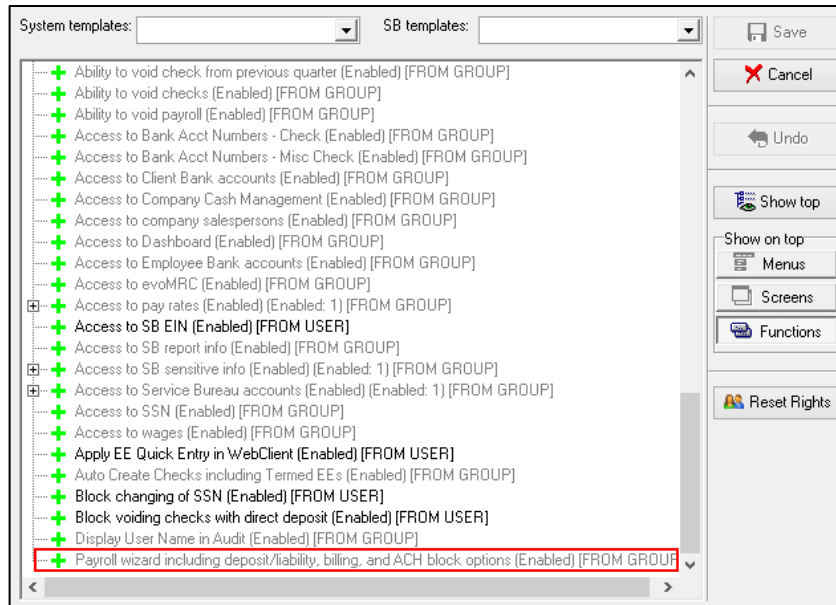 System templates: SB templates:
Ability to void check from previous quarter (Enabled) [FROM GROUP]
Ability to void checks (Enabled) [FROM GROUP]
Ability to void payroll (Enabled) [FROM GROUP]
Access to Bank Acct Numbers - Check (Enabled) [FROM GROUP]
Access to Bank Acct Numbers - Misc Check (Enabled) [FROM GROUP]
Access to Client Bank accounts (Enabled) [FROM GROUP]
Access to Company Cash Management (Enabled) [FROM GROUP]
Access to company salespersons (Enabled) [FROM GROUP]
Access to Dashboard (Enabled) [FROM GROUP]
Access to Employee Bank accounts (Enabled) [FROM GROUP]
Access to evoMRC (Enabled) [FROM GROUP]
Access to pay rates (Enabled) (Enabled: 1) [FROM GROUP]
Access to SB EIN (Enabled) [FROM USER]
Access to SB report info (Enabled) [FROM GROUP]
Access to SB sensitive info (Enabled) (Enabled: 1) [FROM GROUP]
Access to Service Bureau accounts (Enabled) (Enabled: 1) [FROM GROUP]
Access to SSN (Enabled) [FROM GROUP]
Access to wages (Enabled) [FROM GROUP]
Apply EE Quick Entry in WebClient (Enabled) [FROM USER]
Auto Create Checks including Termed EEs (Enabled) [FROM GROUP]
Block changing of SSN (Enabled) [FROM USER]
Block voiding checks with direct deposit (Enabled) [FROM USER]
Display User Name in Audit (Enabled) [FROM GROUP]
Payroll wizard including deposit/liability, billing, and ACH block options (Enabled) [FROM GROUP
Save
Cancel
Undo
Show top
Show on top
Menus
Screens
Functions
Reset Rights